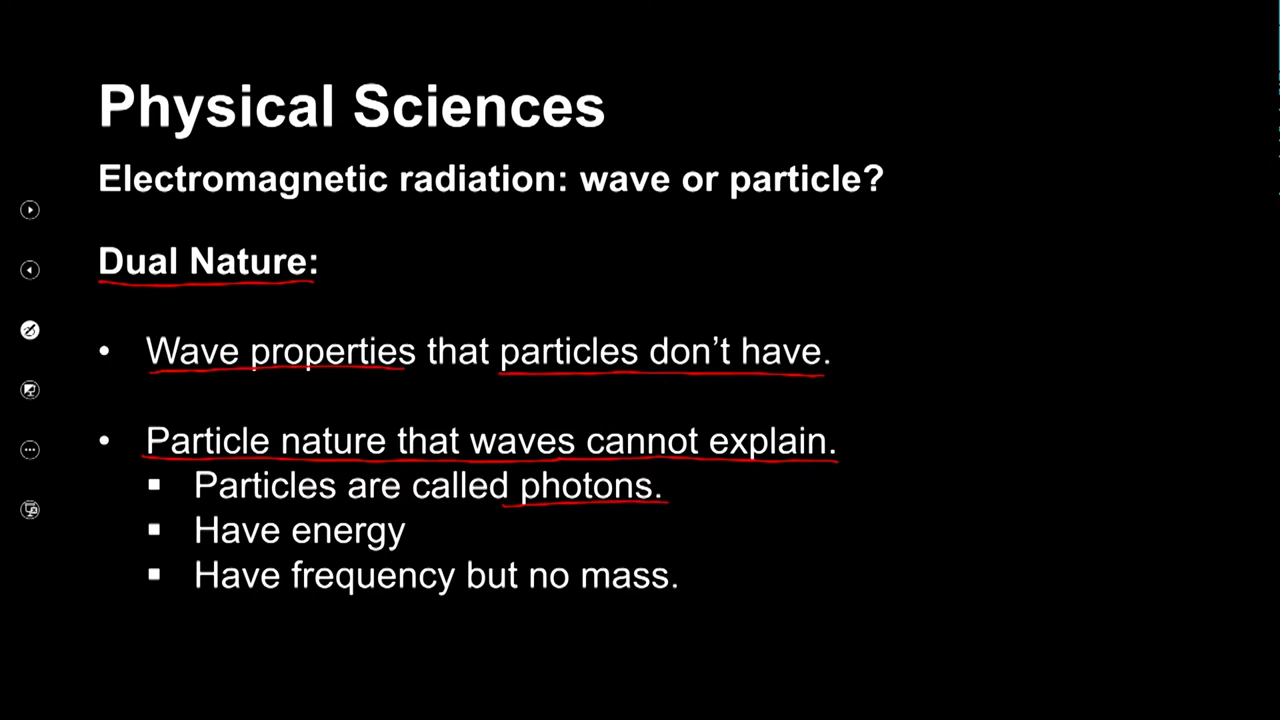 Physical Sciences
Electromagnetic radiation: wave or particle?
Dual Nature:
• Wave properties that particles don’t have.
• Particle nature that waves cannot explain.
▪ Particles are called photons.
▪ Have energy
▪ Have frequency but no mass.